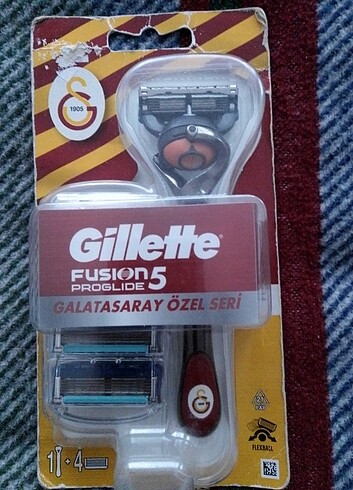 1905
Gillette
FUSION5
PROGLIDE
GALATASARAY ÖZEL SERİ
FLEXBALL
1 + 4